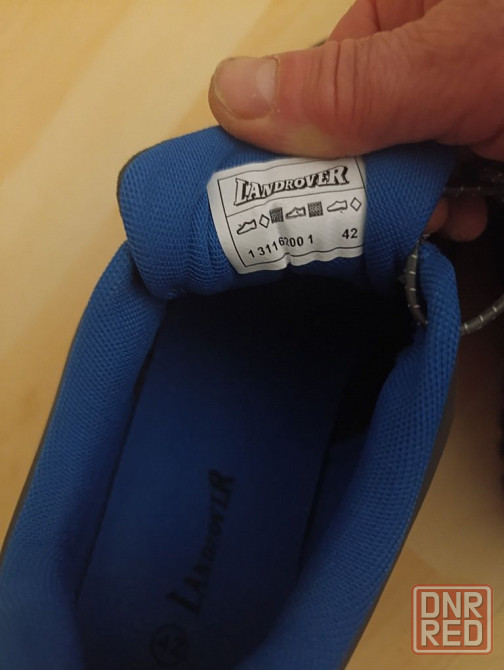 LANDROVER
1 3116200 1 42
LANDROVER
DNR
RED